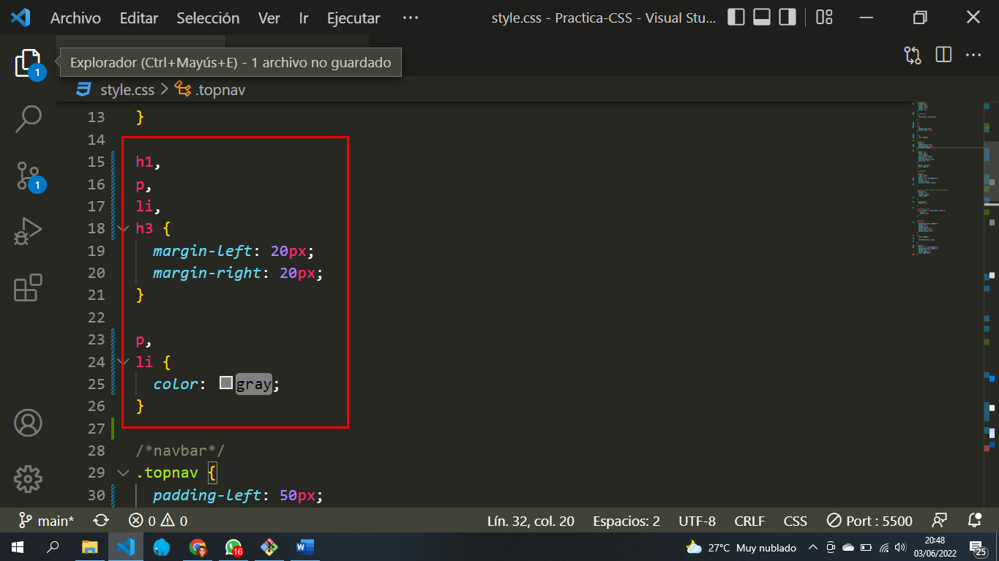 Archivo Editar Selección Ver Ir Ejecutar ··· style.css - Practica-CSS - Visual Stu...
Explorador (Ctrl+Mayús+E) - 1 archivo no guardado
1
style.css > .topnav
13 }
14
15 h1,
16 p,
17 li,
18 h3 {
19 margin-left: 20px;
20 margin-right: 20px;
21 }
22
23 p,
24 li {
25 color: gray;
26 }
27
28 /*navbar*/
29 .topnav {
30 padding-left: 50px;
1
main* 0 0 Lín. 32, col. 20 Espacios: 2 UTF-8 CRLF CSS Port : 5500
16 27°C Muy nublado 20:48
03/06/2022
25